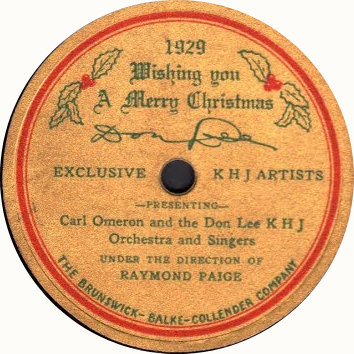 1929
Wishing you
A Merry Christmas
Don Lee
EXCLUSIVE KHJ ARTISTS
—PRESENTING—
Carl Omeron and the Don Lee KHJ
Orchestra and Singers
UNDER THE DIRECTION OF
RAYMOND PAIGE
THE BRUNSWICK-BALKE-COLLENDER COMPANY